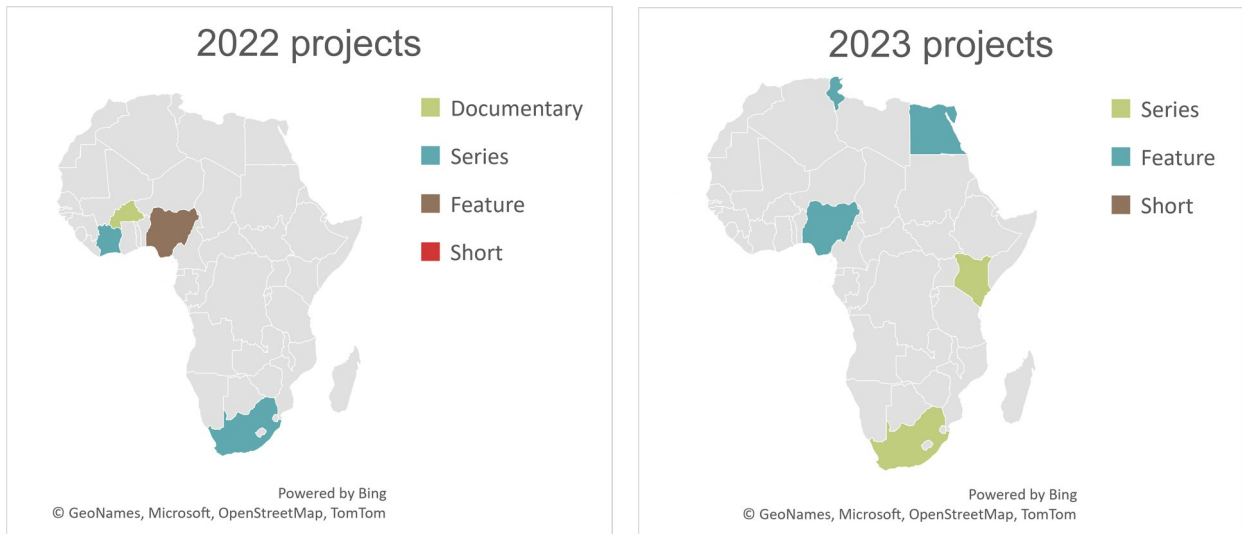 2022 projects
Documentary
Series
Feature
Short
Powered by Bing
© GeoNames, Microsoft, OpenStreetMap, TomTom
2023 projects
Series
Feature
Short
Powered by Bing
© GeoNames, Microsoft, OpenStreetMap, TomTom